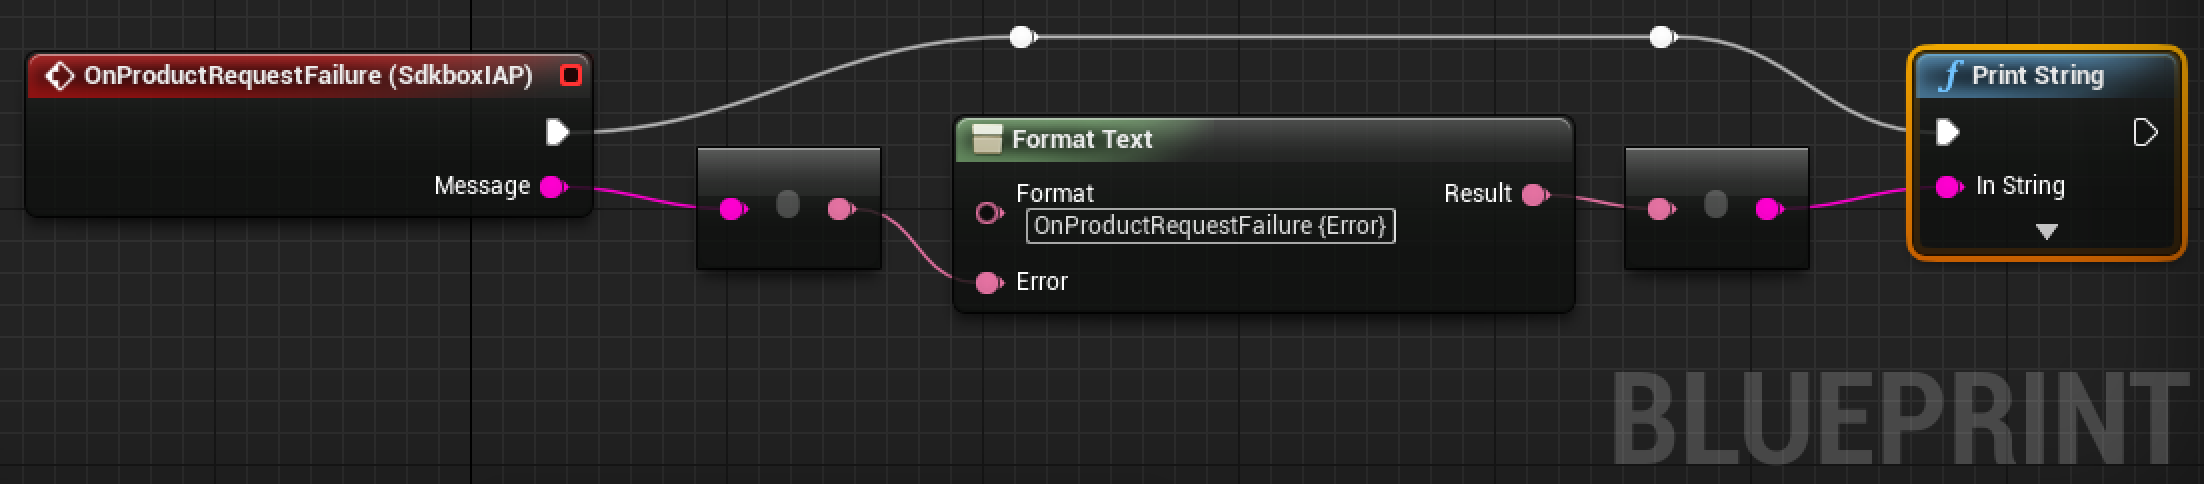 OnProductRequestFailure (SdkboxIAP)
Message
Format Text
Format
OnProductRequestFailure {Error}
Error
Result
Print String
In String
BLUEPRINT